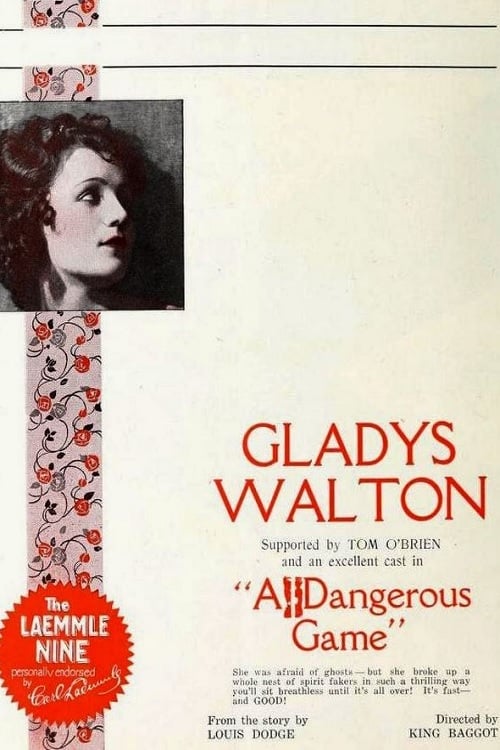 GLADYS
WALTON
Supported by TOM O'BRIEN
and an excellent cast in
"A Dangerous
Game"
She was afraid of ghosts — but she broke up a
whole nest of spirit fakers in such a thrilling way
you'll sit breathless until it's all over! It's fast—
and GOOD!
From the story by
LOUIS DODGE
Directed by
KING BAGGOT
The
LAEMMLE
NINE
personally endorsed
by
Carl Laemmle